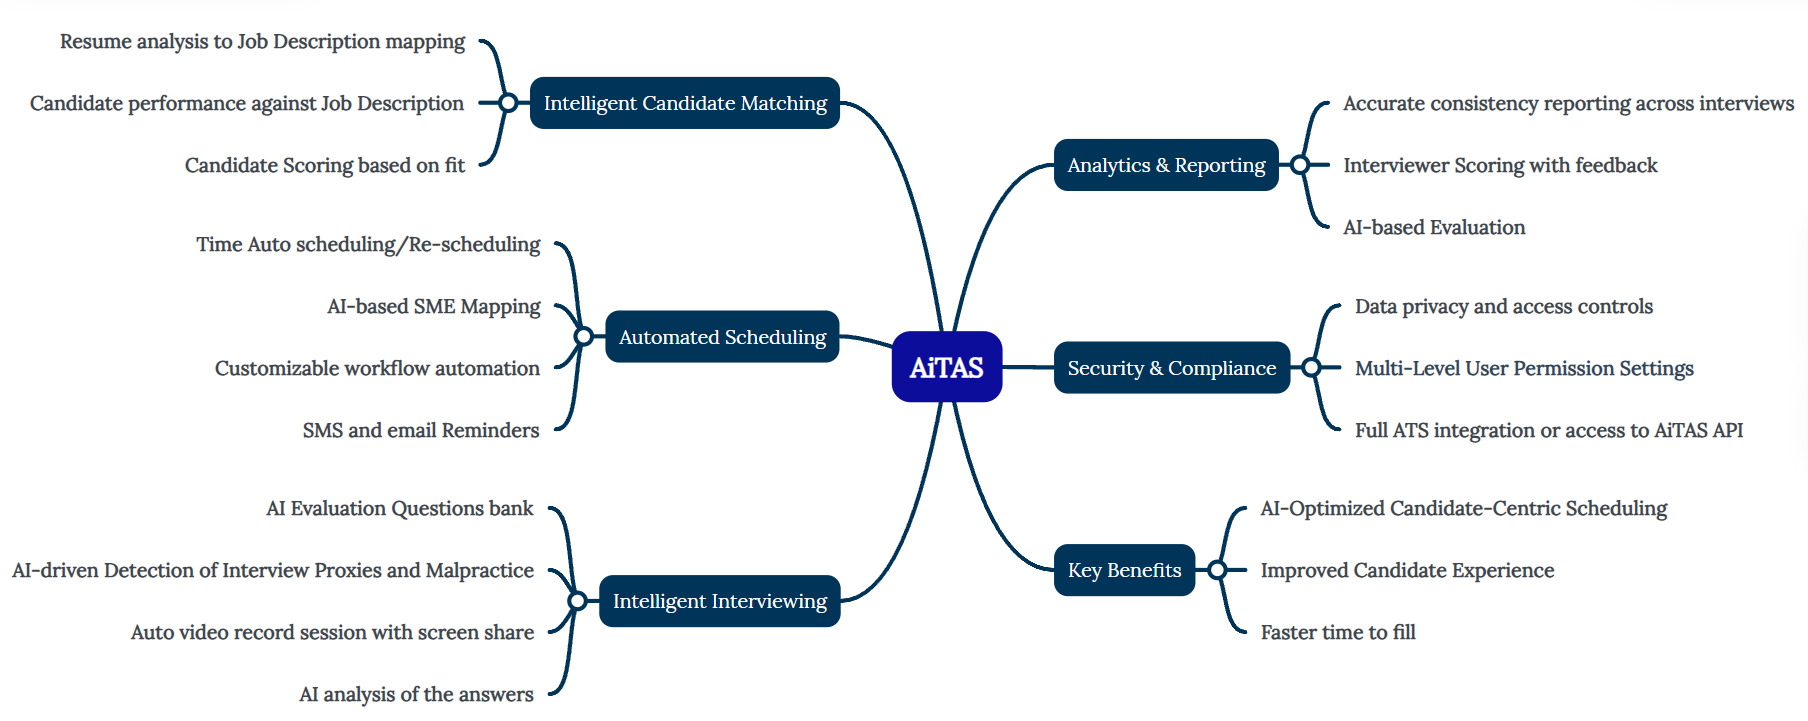 Resume analysis to Job Description mapping
Candidate performance against Job Description
Candidate Scoring based on fit
Intelligent Candidate Matching
Time Auto scheduling/Re-scheduling
AI-based SME Mapping
Customizable workflow automation
SMS and email Reminders
Automated Scheduling
AI Evaluation Questions bank
AI-driven Detection of Interview Proxies and Malpractice
Auto video record session with screen share
AI analysis of the answers
Intelligent Interviewing
AiTAS
Analytics & Reporting
Accurate consistency reporting across interviews
Interviewer Scoring with feedback
AI-based Evaluation
Security & Compliance
Data privacy and access controls
Multi-Level User Permission Settings
Full ATS integration or access to AiTAS API
Key Benefits
AI-Optimized Candidate-Centric Scheduling
Improved Candidate Experience
Faster time to fill